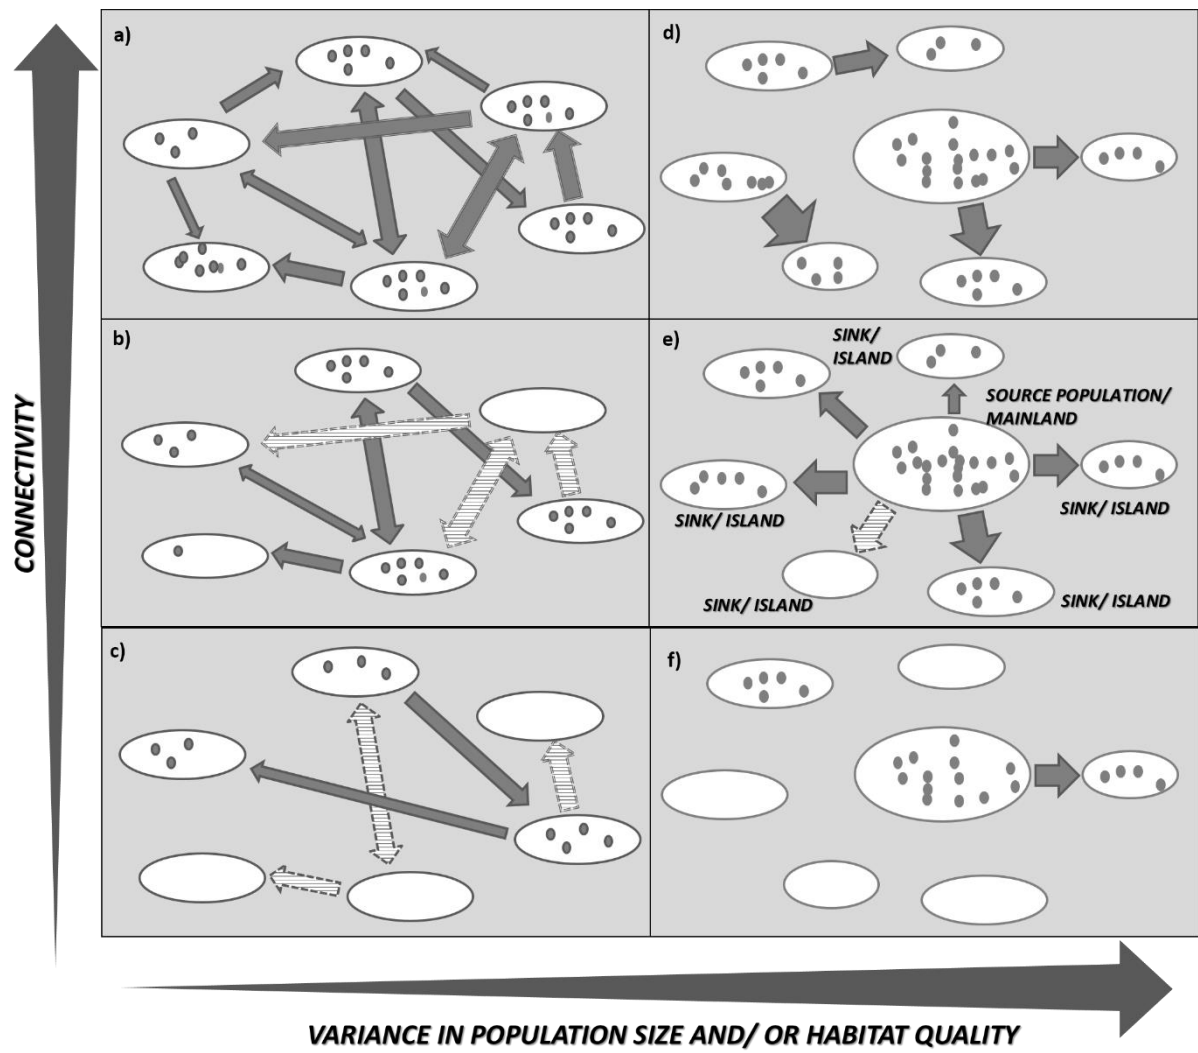 CONNECTIVITY
a)
b)
c)
d)
e)
SINK/
ISLAND
SOURCE POPULATION/
MAINLAND
SINK/ ISLAND
SINK/ ISLAND
SINK/ ISLAND
SINK/ ISLAND
f)
VARIANCE IN POPULATION SIZE AND/ OR HABITAT QUALITY